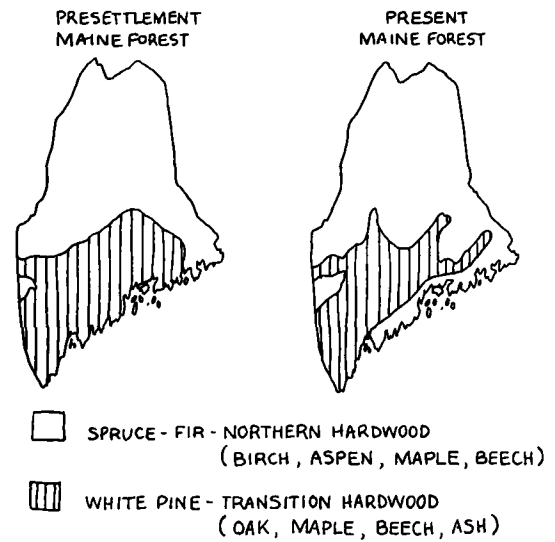 PRESETTLEMENT
MAINE FOREST
PRESENT
MAINE FOREST
SPRUCE - FIR - NORTHERN HARDWOOD
(BIRCH, ASPEN, MAPLE, BEECH)
WHITE PINE - TRANSITION HARDWOOD
(OAK, MAPLE, BEECH, ASH)